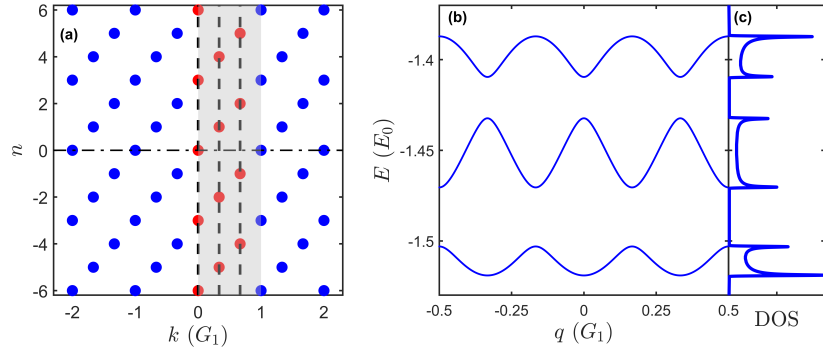 (a)
6
4
2
0
-2
-4
-6
n
-2
-1
0
1
2
k (G₁)
(b)
-1.4
-1.45
-1.5
E (E₀)
-0.5
-0.25
0
0.25
0.5
q (G₁)
(c)
DOS